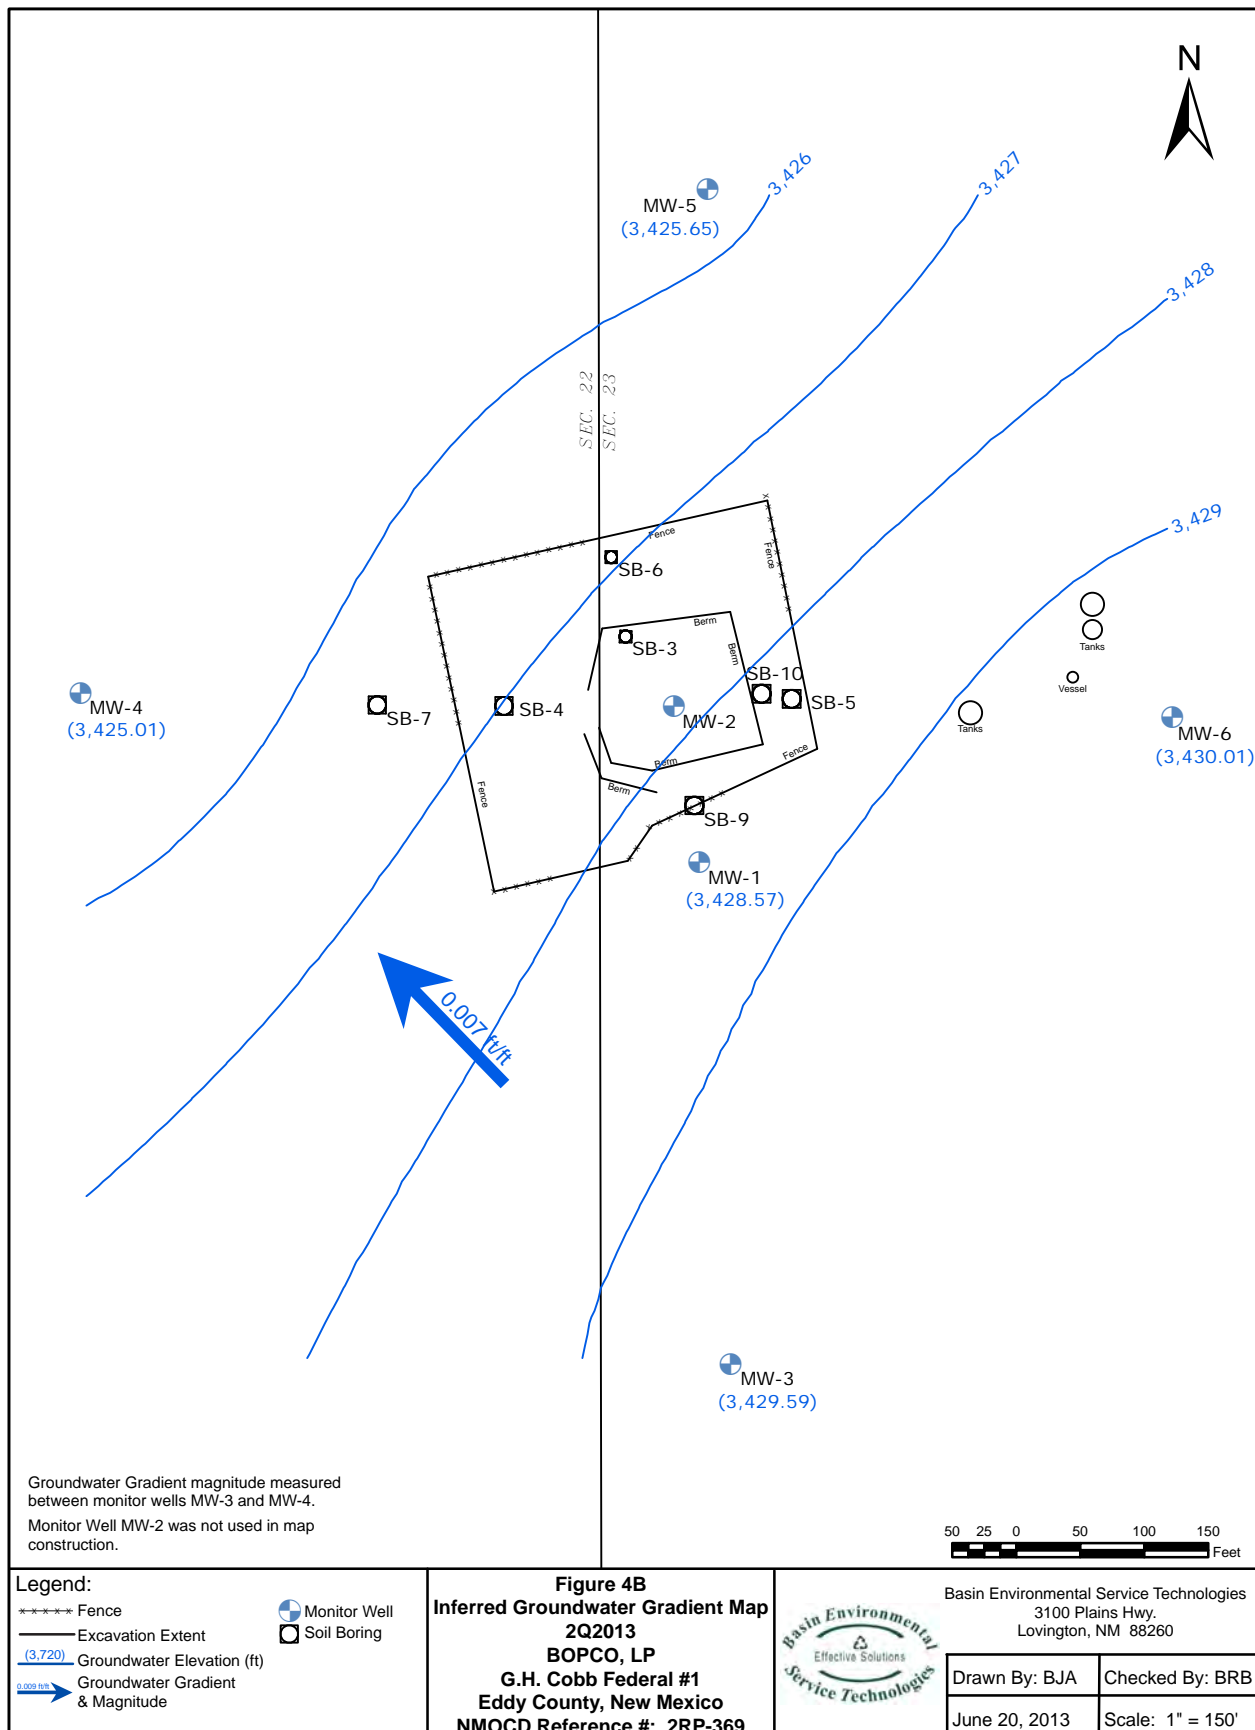 N
3,426
3,427
MW-5
(3,425.65)
3,428
SEC. 22
SEC. 23
3,429
Fence
Fence
SB-6
Berm
SB-3
Berm
Tanks
SB-10
Vessel
MW-4
(3,425.01)
SB-7
SB-4
MW-2
SB-5
Tanks
MW-6
(3,430.01)
Fence
Berm
Berm
Fence
SB-9
MW-1
(3,428.57)
0.007 ft/ft
MW-3
(3,429.59)
Groundwater Gradient magnitude measured
between monitor wells MW-3 and MW-4.
Monitor Well MW-2 was not used in map
construction.
50 25 0 50 100 150
Feet
Legend:
Fence
Excavation Extent
(3,720) Groundwater Elevation (ft)
0.009 ft/ft Groundwater Gradient
& Magnitude
Monitor Well
Soil Boring
Figure 4B
Inferred Groundwater Gradient Map
2Q2013
BOPCO, LP
G.H. Cobb Federal #1
Eddy County, New Mexico
NMOCD Reference #: 2RP-369
Basin Environmental
Effective Solutions
Service Technologies
Basin Environmental Service Technologies
3100 Plains Hwy.
Lovington, NM 88260
Drawn By: BJA
Checked By: BRB
June 20, 2013
Scale: 1" = 150'